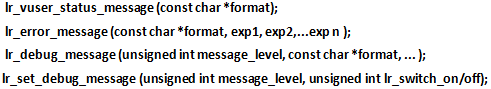 lr_vuser_status_message (const char *format);
lr_error_message (const char *format, exp1, exp2,...exp n );
lr_debug_message (unsigned int message_level, const char *format, ... );
lr_set_debug_message (unsigned int message_level, unsigned int lr_switch_on/off);